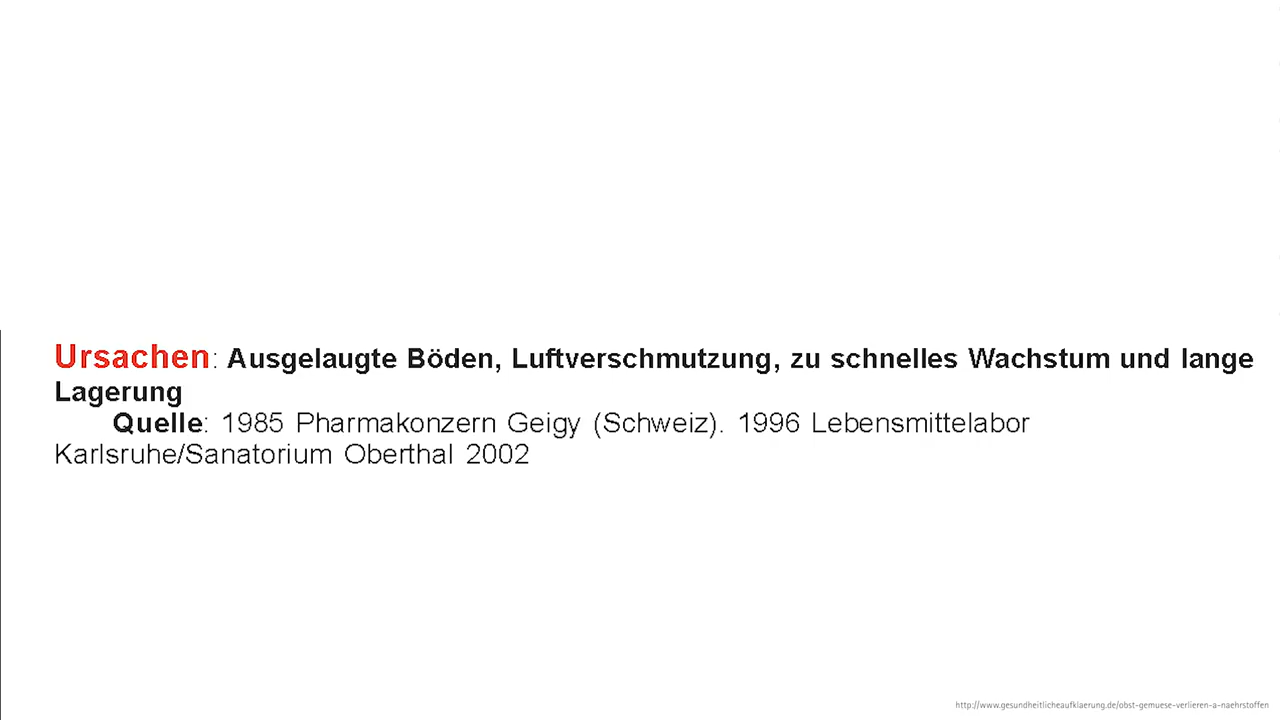 Ursachen: Ausgelaugte Böden, Luftverschmutzung, zu schnelles Wachstum und lange
Lagerung
Quelle: 1985 Pharmakonzern Geigy (Schweiz). 1996 Lebensmittelabor
Karlsruhe/Sanatorium Oberthal 2002
http://www.gesundheitlicheaufklaerung.de/obst-gemuese-verlieren-a-naehrstoffen